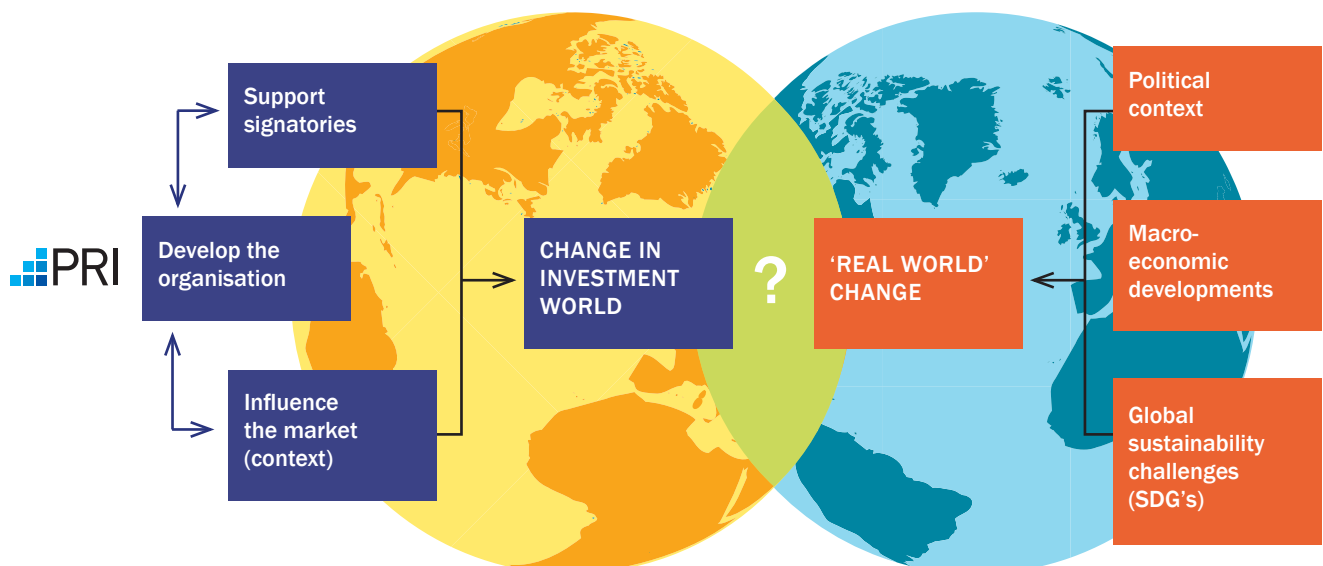 PRI
Support
signatories
Develop the
organisation
Influence
the market
(context)
CHANGE IN
INVESTMENT
WORLD
?
‘REAL WORLD’
CHANGE
Political
context
Macro-
economic
developments
Global
sustainability
challenges
(SDG’s)